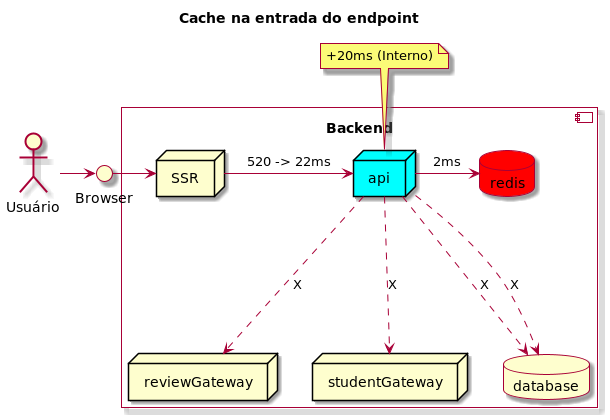 Cache na entrada do endpoint
+20ms (Interno)
Backend
Usuário
Browser
SSR
520 -> 22ms
api
2ms
redis
X
X
X
X
reviewGateway
studentGateway
database